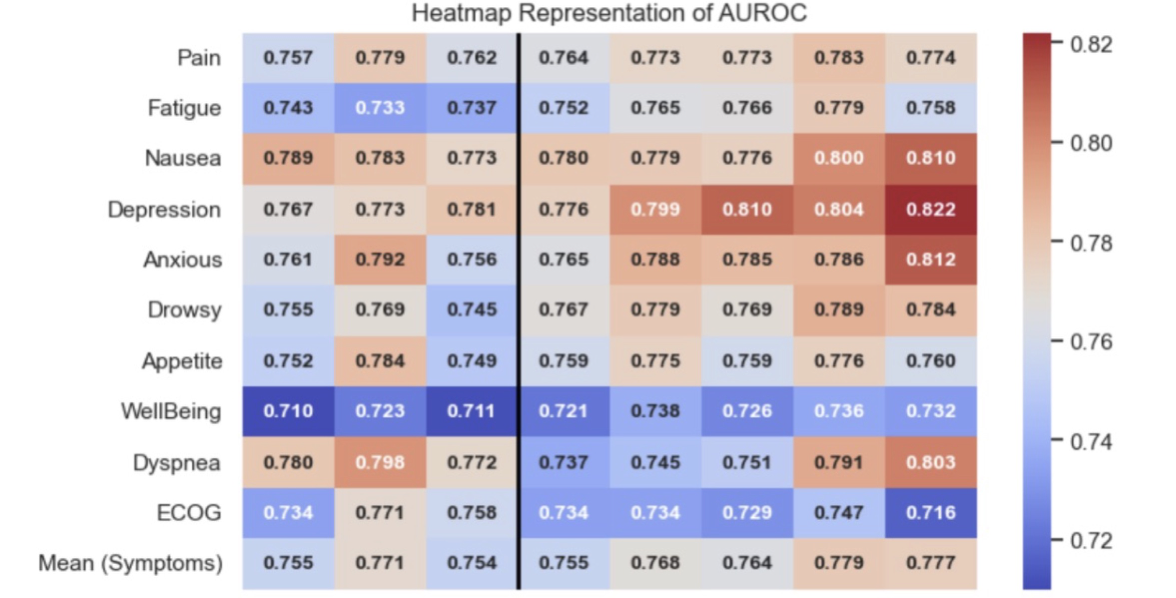 Heatmap Representation of AUROC
Pain 0.757 0.779 0.762 0.764 0.773 0.773 0.783 0.774
Fatigue 0.743 0.733 0.737 0.752 0.765 0.766 0.779 0.758
Nausea 0.789 0.783 0.773 0.780 0.779 0.776 0.800 0.810
Depression 0.767 0.773 0.781 0.776 0.799 0.810 0.804 0.822
Anxious 0.761 0.792 0.756 0.765 0.788 0.785 0.786 0.812
Drowsy 0.755 0.769 0.745 0.767 0.779 0.769 0.789 0.784
Appetite 0.752 0.784 0.749 0.759 0.775 0.759 0.776 0.760
WellBeing 0.710 0.723 0.711 0.721 0.738 0.726 0.736 0.732
Dyspnea 0.780 0.798 0.772 0.737 0.745 0.751 0.791 0.803
ECOG 0.734 0.771 0.758 0.734 0.734 0.729 0.747 0.716
Mean (Symptoms) 0.755 0.771 0.754 0.755 0.768 0.764 0.779 0.777
0.82
0.80
0.78
0.76
0.74
0.72